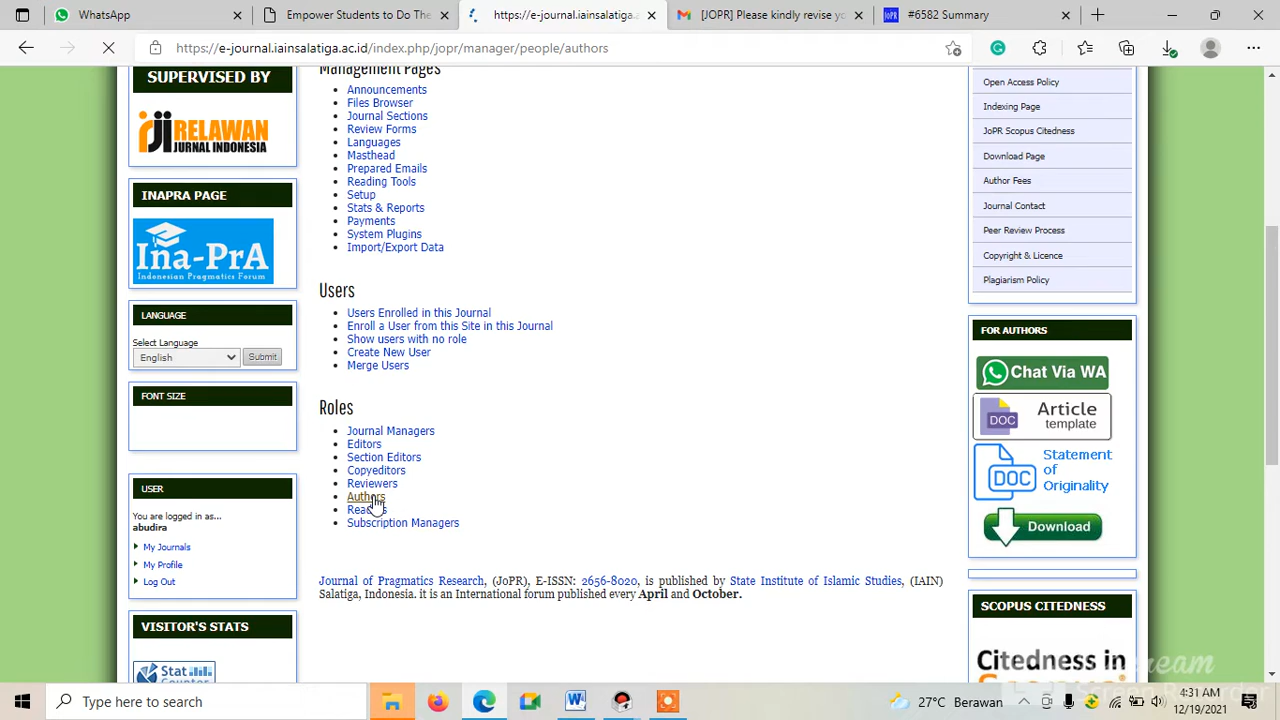 WhatsApp
Empower To Students - The
https://e-journal.iainsalatiga.a
[JOPR] Please kindly revise yo
#6582 Summary
https://e-journal.iainsalatiga.ac.id/index.php/jopr/manager/people/authors
SUPERVISED BY
RELAWAN
JURNAL INDONESIA
INAPRA PAGE
Ina-PrA
Indonesian Pragmatics Forum
LANGUAGE
Select Language
English
Submit
FONT SIZE
USER
You are logged in as...
abudira
My Journals
My Profile
Log Out
VISITOR'S STATS
Stat
Counter
Management Pages
Announcements
Files Browser
Journal Sections
Review Forms
Languages
Masthead
Prepared Emails
Reading Tools
Setup
Stats & Reports
Payments
System Plugins
Import/Export Data
Users
Users Enrolled in this Journal
Enroll a User from this Site in this Journal
Show users with no role
Create New User
Merge Users
Roles
Journal Managers
Editors
Section Editors
Copyeditors
Reviewers
Authors
Readers
Subscription Managers
Journal of Pragmatics Research, (JoPR), E-ISSN: 2656-8020, is published by State Institute of Islamic Studies, (IAIN)
Salatiga, Indonesia. it is an International forum published every April and October.
Open Access Policy
Indexing Page
JoPR Scopus Citedness
Download Page
Author Fees
Journal Contact
Peer Review Process
Copyright & Licence
Plagiarism Policy
FOR AUTHORS
Chat Via WA
DOC
Article
template
DOC
Statement
of
Originality
Download
SCOPUS CITEDNESS
Citedness in
Type here to search
27°C Berawan
4:31 AM
12/19/2021